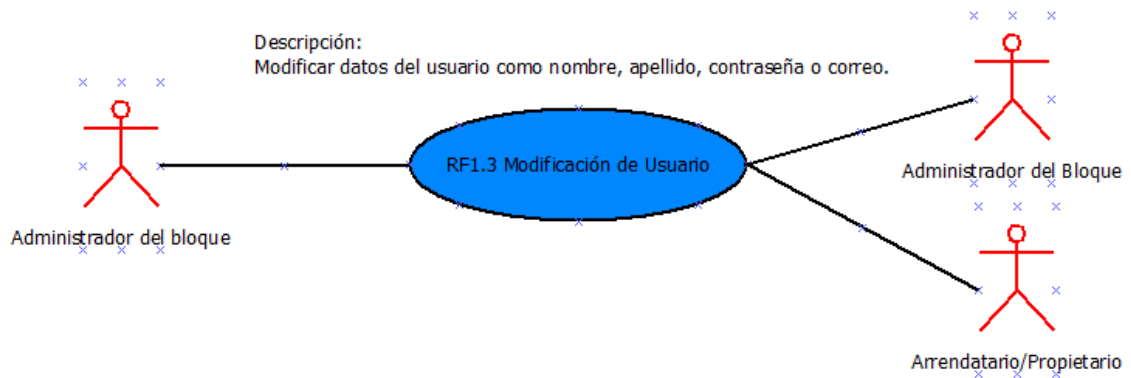 Descripción:
Modificar datos del usuario como nombre, apellido, contraseña o correo.
RF1.3 Modificación de Usuario
Administrador del bloque
Administrador del Bloque
Arrendatario/Propietario